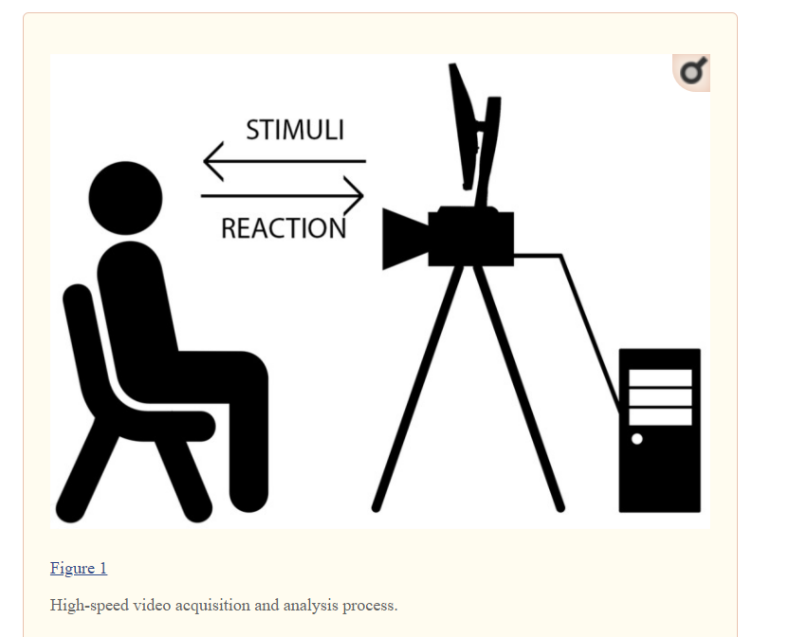 STIMULI
REACTION
Figure 1
High-speed video acquisition and analysis process.